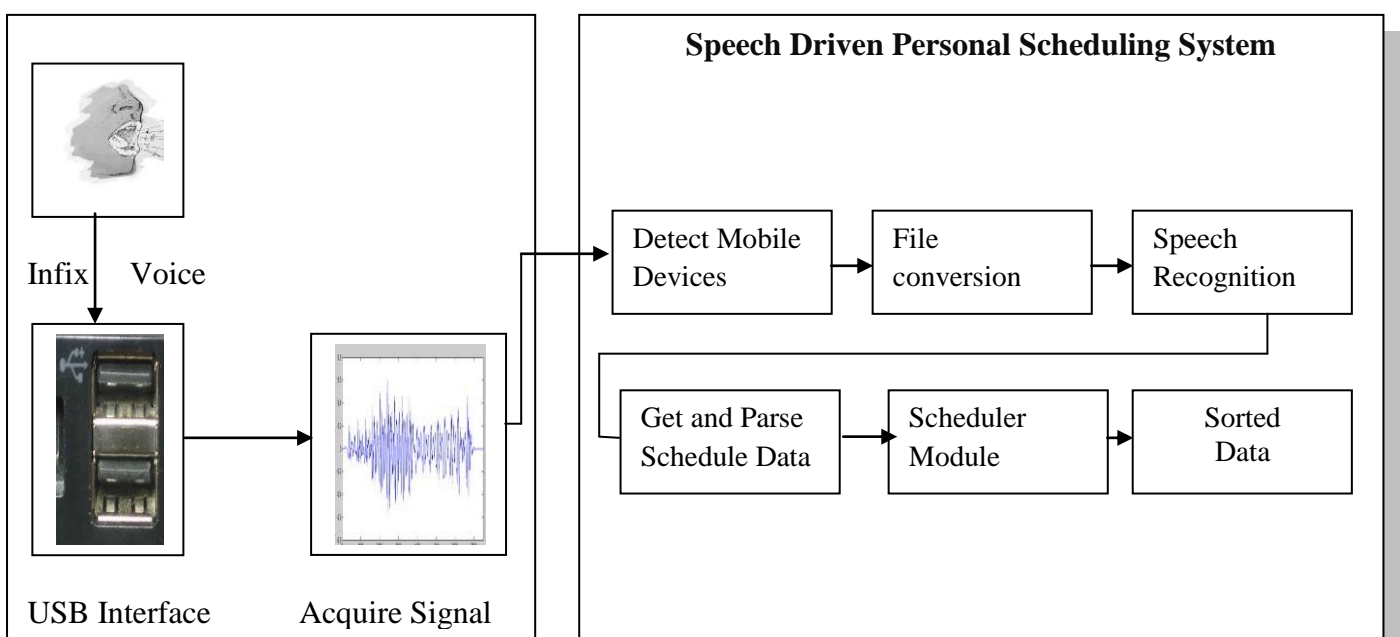 Speech Driven Personal Scheduling System
Infix Voice
USB Interface
Acquire Signal
Detect Mobile
Devices
File
conversion
Speech
Recognition
Get and Parse
Schedule Data
Scheduler
Module
Sorted
Data